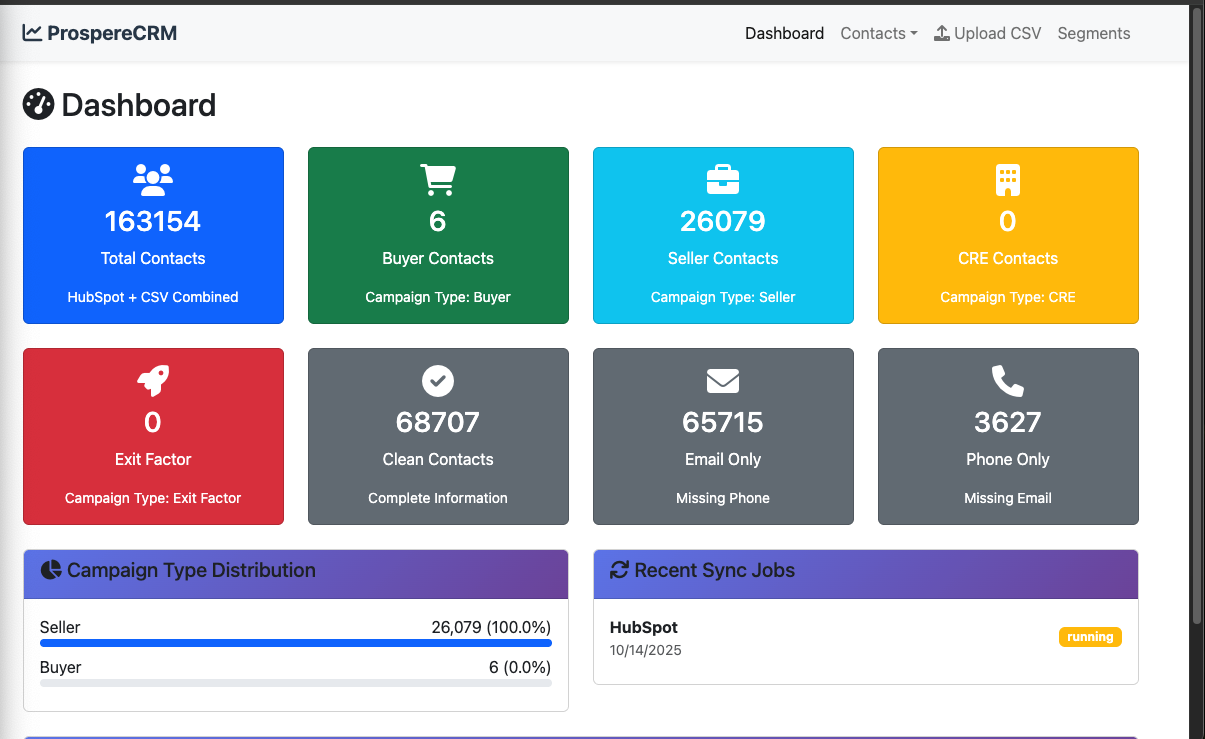 ProspereCRM
Dashboard Contacts Upload CSV Segments
Dashboard
163154
Total Contacts
HubSpot + CSV Combined
6
Buyer Contacts
Campaign Type: Buyer
26079
Seller Contacts
Campaign Type: Seller
0
CRE Contacts
Campaign Type: CRE
0
Exit Factor
Campaign Type: Exit Factor
68707
Clean Contacts
Complete Information
65715
Email Only
Missing Phone
3627
Phone Only
Missing Email
Campaign Type Distribution
Seller 26,079 (100.0%)
Buyer 6 (0.0%)
Recent Sync Jobs
HubSpot
10/14/2025
running